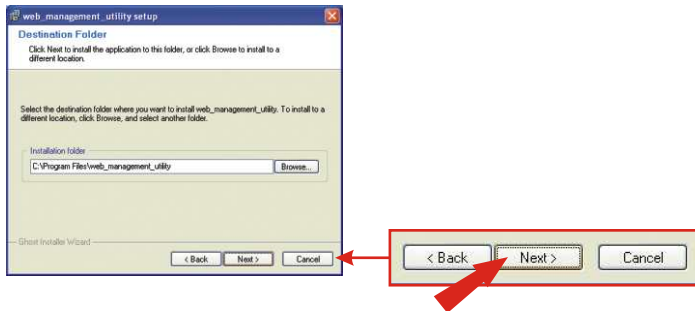 web_management_utility setup
Destination Folder
Click Next to install the application to this folder, or click Browse to install to a
different location.
Select the destination folder where you want to install web_management_utility. To install to a
different location, click Browse, and select another folder.
Installation folder
C:\Program Files\web_management_utility
Browse...
Ghost Installer Wizard
< Back
Next >
Cancel
< Back
Next >
Cancel